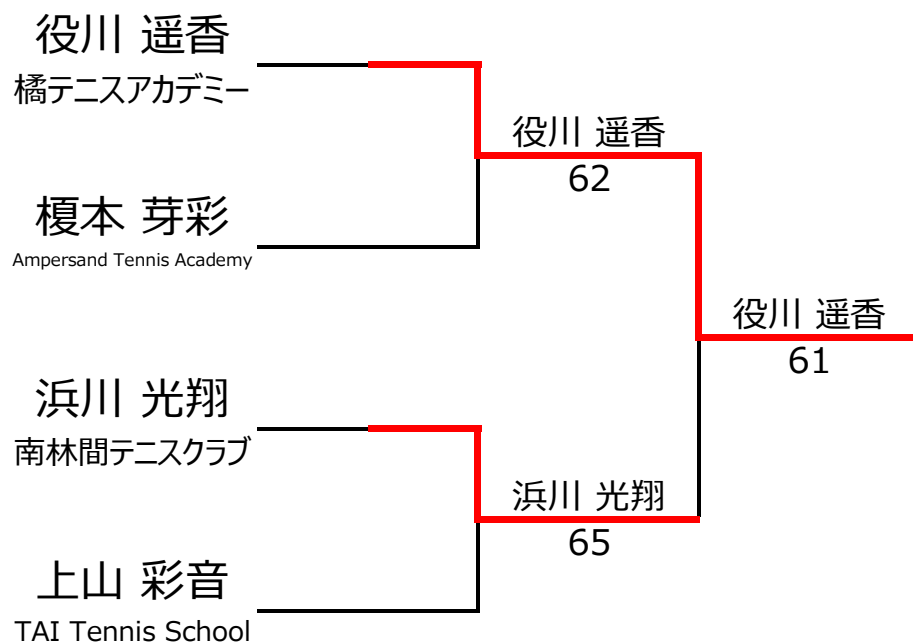 役川 遥香
橘テニスアカデミー
榎本 芽彩
Ampersand Tennis Academy
浜川 光翔
南林間テニスクラブ
上山 彩音
TAI Tennis School
役川 遥香
62
浜川 光翔
65
役川 遥香
61